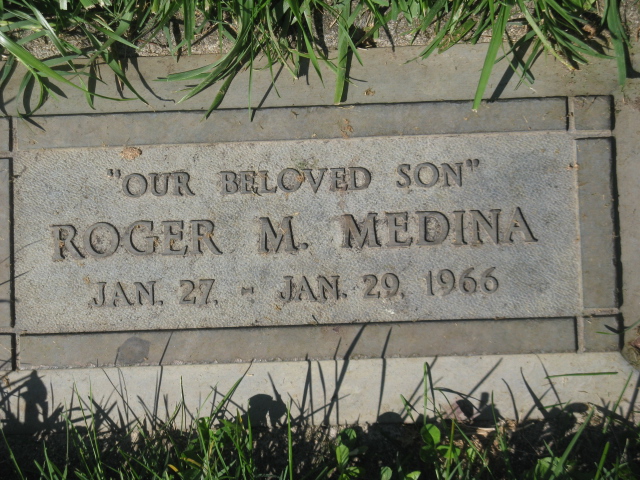 "OUR BELOVED SON"
ROGER M. MEDINA
JAN. 27. - JAN. 29. 1966